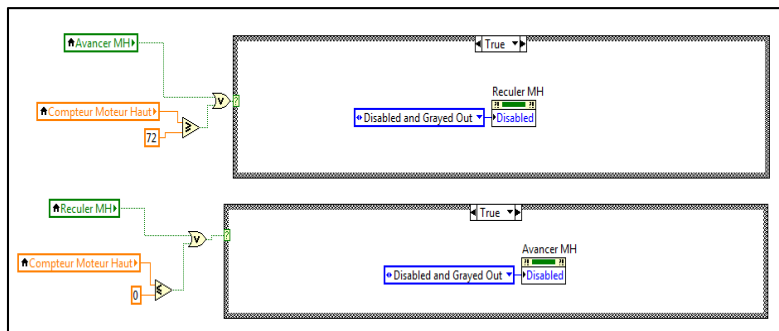 Avancer MH
True
Reculer MH
Compteur Moteur Haut
V
?
Disabled and Grayed Out
Disabled
≥
72
Reculer MH
True
V
?
Avancer MH
Compteur Moteur Haut
Disabled and Grayed Out
Disabled
≤
0